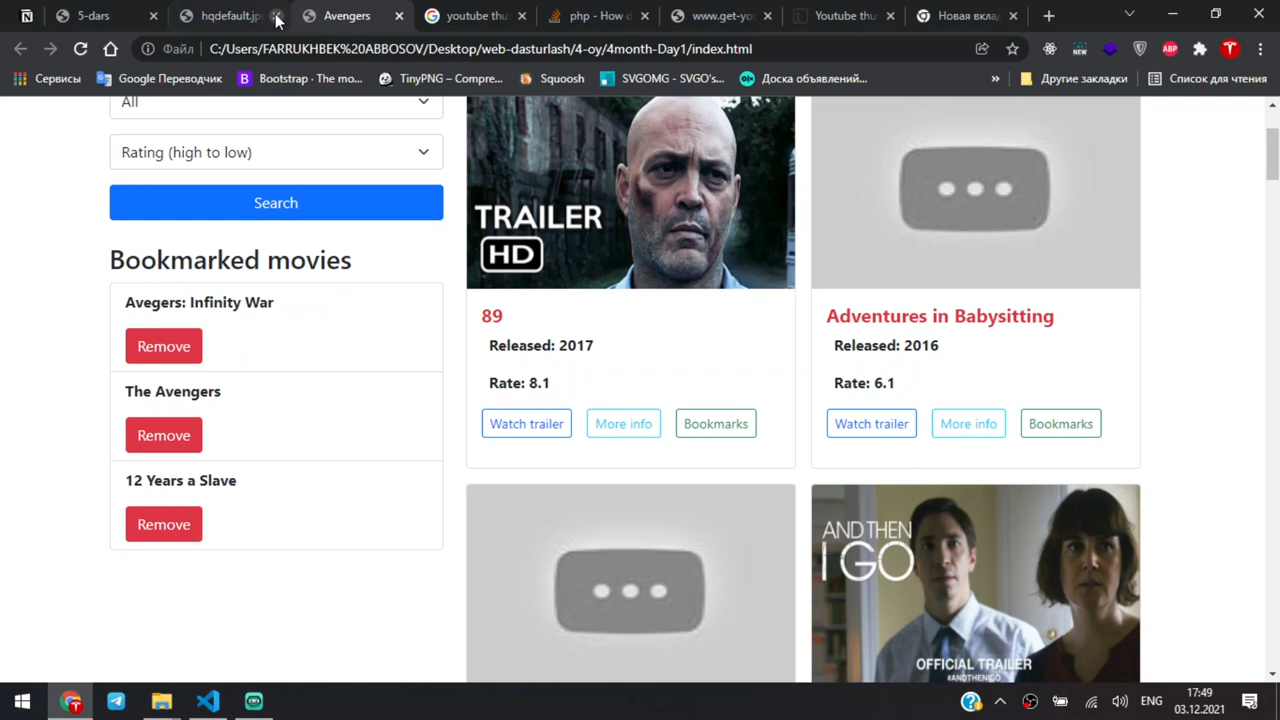 5-dars
hqdefault.jp
Avengers
youtube thu
php - How d
www.get-yo
Youtube thu
Новая вкла
Файл
C:/Users/FARRUKHBEK%20ABBOSOV/Desktop/web-dasturlash/4-oy/4month-Day1/index.html
Сервисы
Google Переводчик
Bootstrap · The mo...
TinyPNG – Compre...
Squoosh
SVGOMG - SVGO's...
Доска объявлений...
»
Другие закладки
Список для чтения
All
Rating (high to low)
Search
Bookmarked movies
Avegers: Infinity War
Remove
The Avengers
Remove
12 Years a Slave
Remove
TRAILER
HD
89
Released: 2017
Rate: 8.1
Watch trailer
More info
Bookmarks
Adventures in Babysitting
Released: 2016
Rate: 6.1
Watch trailer
More info
Bookmarks
AND THEN
I GO
OFFICIAL TRAILER
#ANDTHENIGO
ENG
17:49
03.12.2021